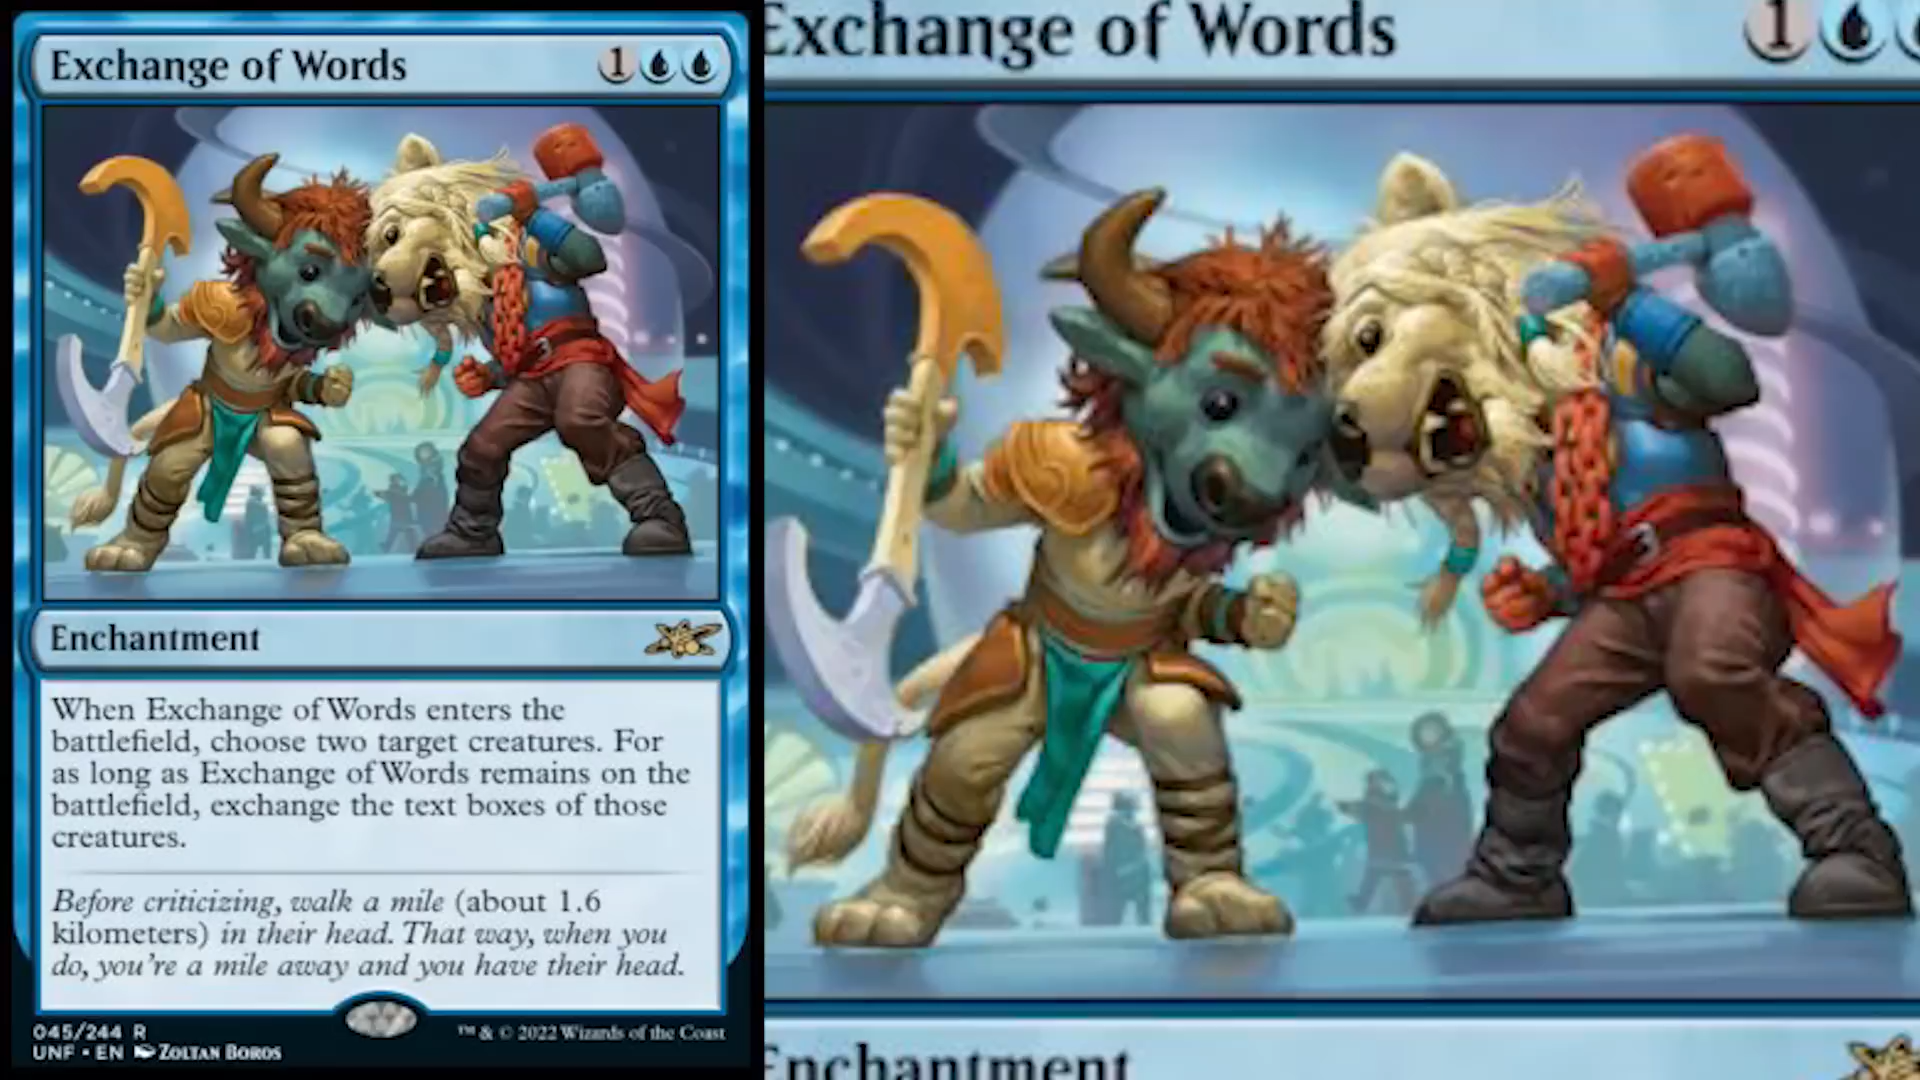 Exchange of Words 1
Enchantment
When Exchange of Words enters the
battlefield, choose two target creatures. For
as long as Exchange of Words remains on the
battlefield, exchange the text boxes of those
creatures.
Before criticizing, walk a mile (about 1.6
kilometers) in their head. That way, when you
do, you're a mile away and you have their head.
045/244 R
UNF • EN ZOLTAN BOROS
™ & © 2022 Wizards of the Coast
Exchange of Words 1
Enchantment